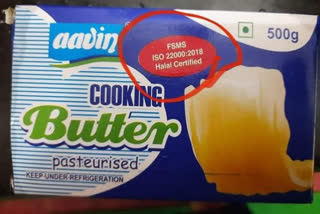 aavin
FSMS
ISO 22000:2018
Halal Certified
500g
COOKING
Butter
pasteurised
KEEP UNDER REFRIGERATION